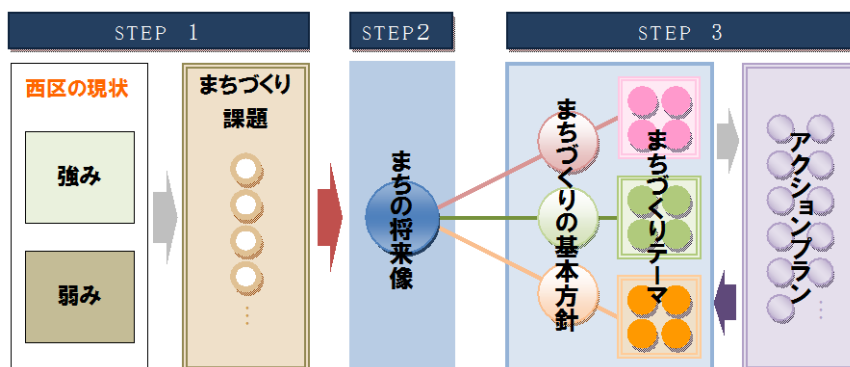 STEP 1
STEP2
STEP 3
西区の現状
強み
弱み
まちづくり
課題
まちの将来像
まちづくりの基本方針
まちづくりテーマ
アクションプラン